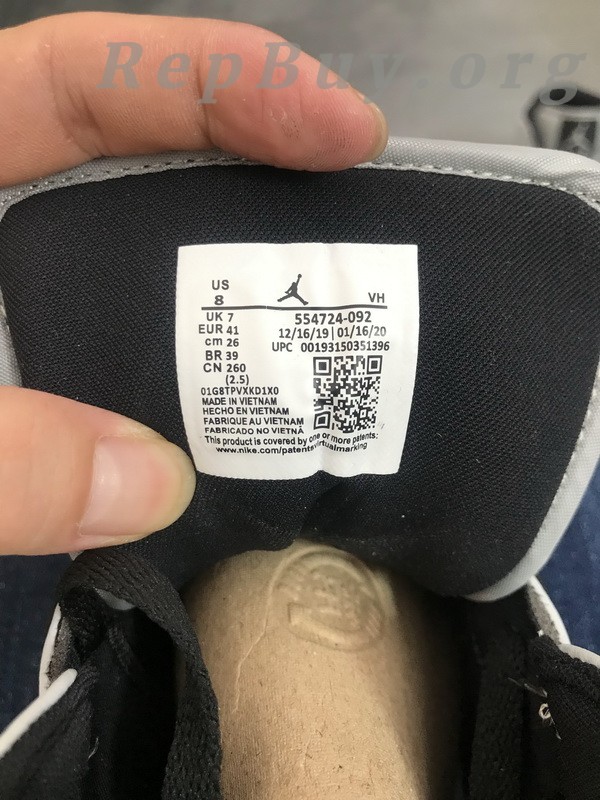 RepBuy.org
US
8
VH
UK 7
554724-092
EUR 41
12/16/19 | 01/16/20
cm 26
UPC 00193150351396
BR 39
CN 260
(2.5)
01G8TPVXKD1X0
MADE IN VIETNAM
HECHO EN VIETNAM
FABRIQUE AU VIETNAM
FABRICADO NO VIETNÃ
This product is covered by one or more patents:
www.nike.com/patentsvirtualmarking